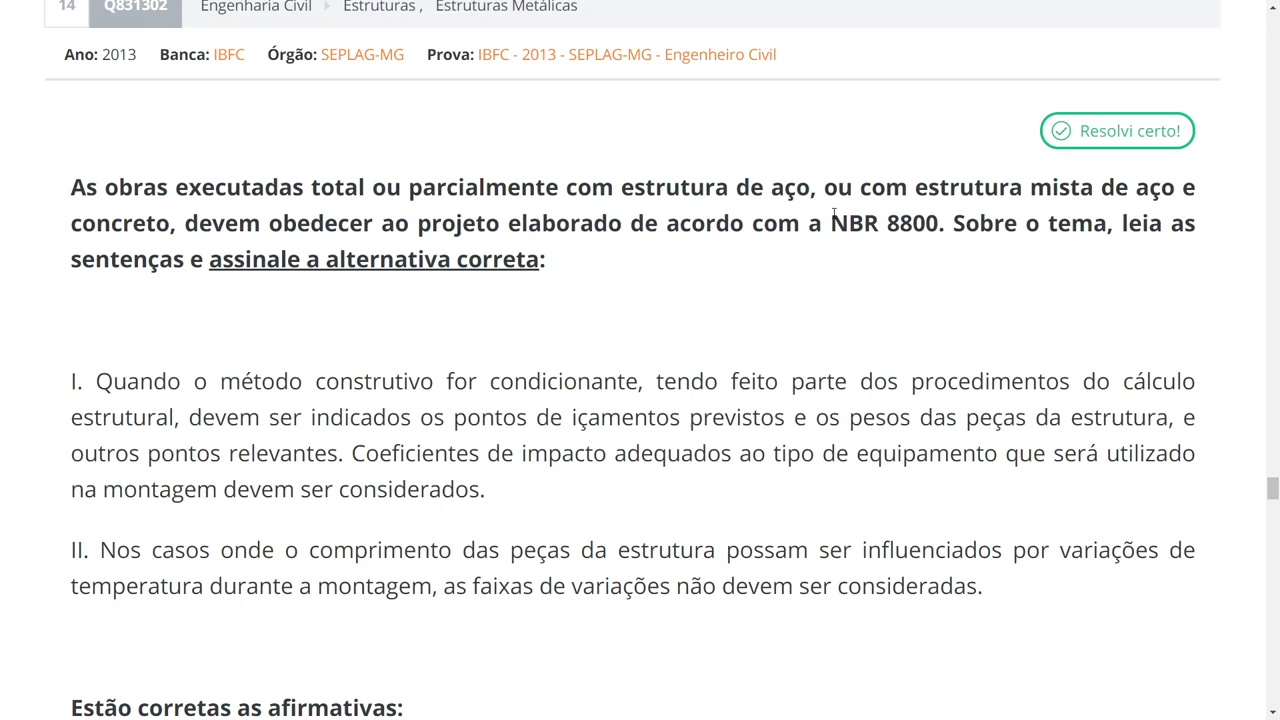 14 Q831302 Engenharia Civil Estruturas , Estruturas Metálicas
Ano: 2013 Banca: IBFC Órgão: SEPLAG-MG Prova: IBFC - 2013 - SEPLAG-MG - Engenheiro Civil
Resolvi certo!
As obras executadas total ou parcialmente com estrutura de aço, ou com estrutura mista de aço e
concreto, devem obedecer ao projeto elaborado de acordo com a NBR 8800. Sobre o tema, leia as
sentenças e assinale a alternativa correta:
I. Quando o método construtivo for condicionante, tendo feito parte dos procedimentos do cálculo
estrutural, devem ser indicados os pontos de içamentos previstos e os pesos das peças da estrutura, e
outros pontos relevantes. Coeficientes de impacto adequados ao tipo de equipamento que será utilizado
na montagem devem ser considerados.
II. Nos casos onde o comprimento das peças da estrutura possam ser influenciados por variações de
temperatura durante a montagem, as faixas de variações não devem ser consideradas.
Estão corretas as afirmativas: